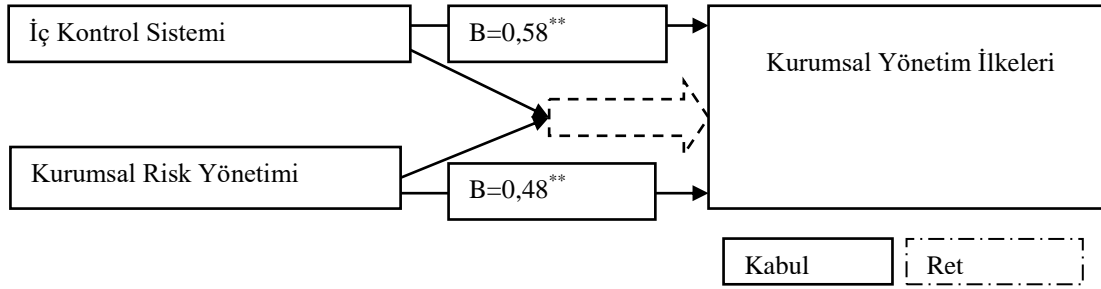 İç Kontrol Sistemi
B=0,58**
Kurumsal Yönetim İlkeleri
Kurumsal Risk Yönetimi
B=0,48**
Kabul
Ret